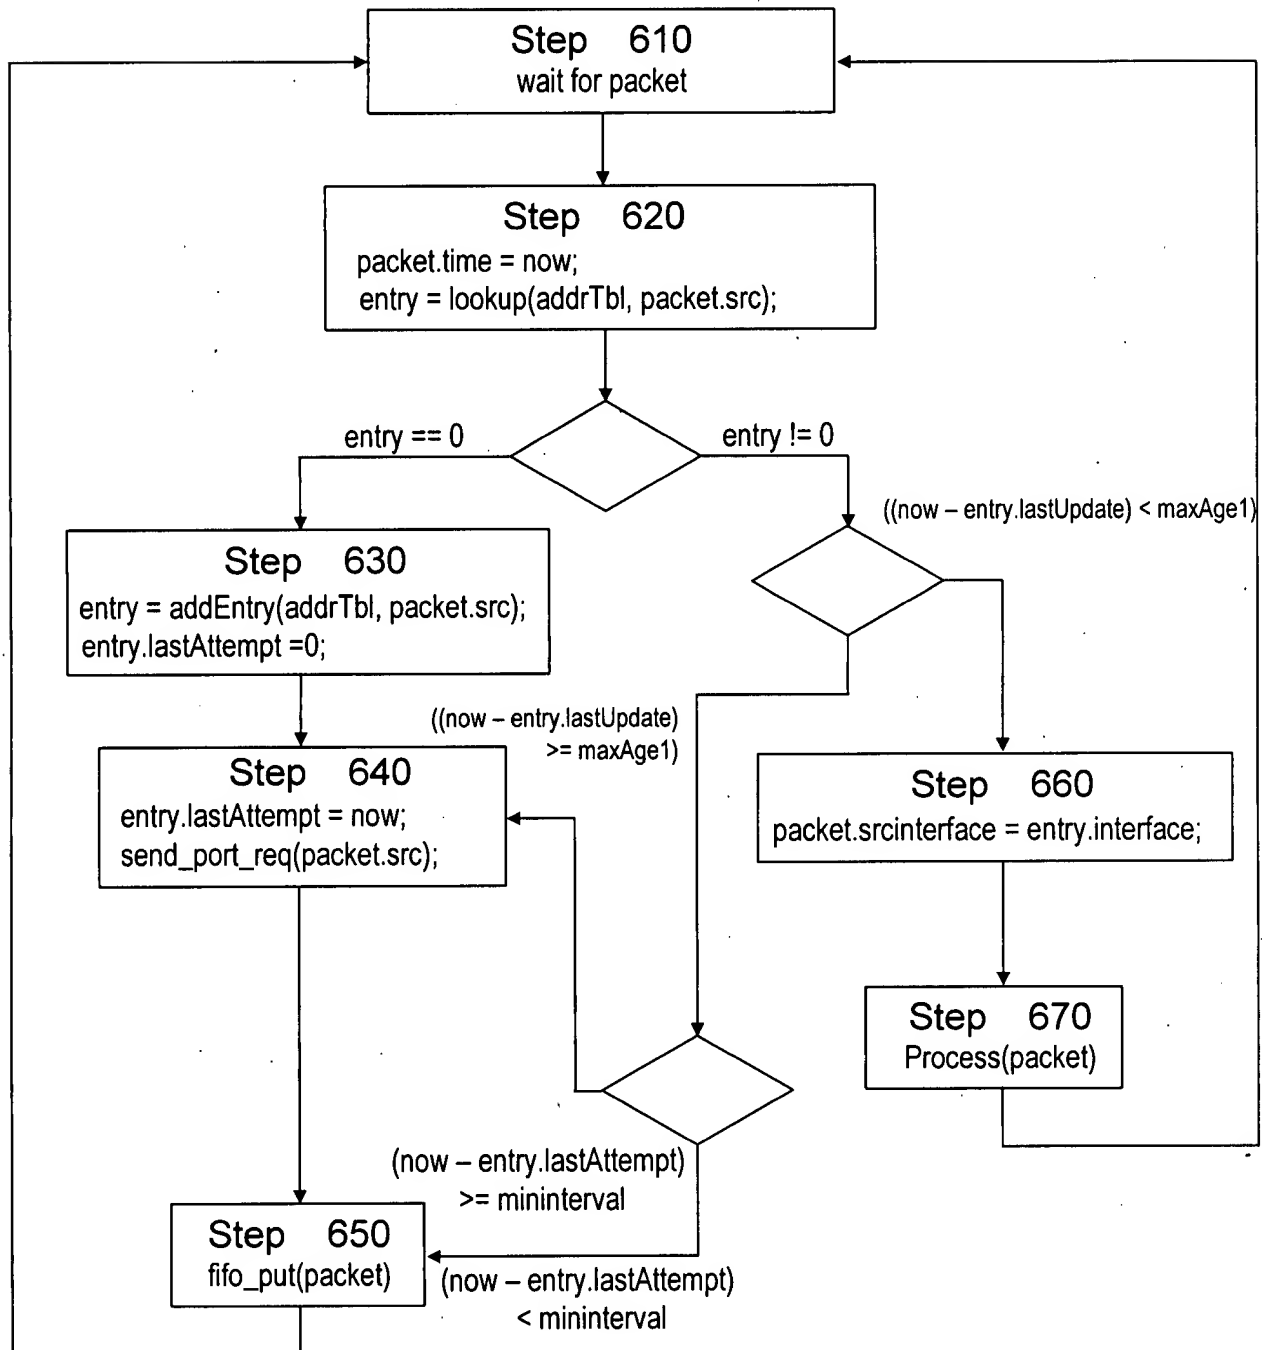 Step 610
wait for packet
Step 620
packet.time = now;
entry = lookup(addrTbl, packet.src);
entry == 0
entry != 0
((now – entry.lastUpdate) < maxAge1)
Step 630
entry = addEntry(addrTbl, packet.src);
entry.lastAttempt =0;
((now – entry.lastUpdate)
>= maxAge1)
Step 640
entry.lastAttempt = now;
send_port_req(packet.src);
Step 660
packet.srcinterface = entry.interface;
Step 670
Process(packet)
(now – entry.lastAttempt)
>= mininterval
Step 650
fifo_put(packet)
(now – entry.lastAttempt)
< mininterval